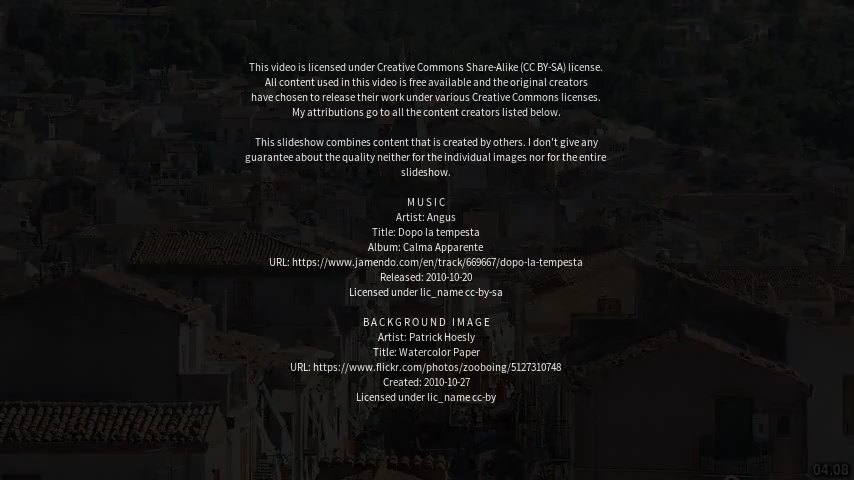 This video is licensed under Creative Commons Share-Alike (CC BY-SA) license.
All content used in this video is free available and the original creators
have chosen to release their work under various Creative Commons licenses.
My attributions go to all the content creators listed below.
This slideshow combines content that is created by others. I don't give any
guarantee about the quality neither for the individual images nor for the entire
slideshow.
MUSIC
Artist: Angus
Title: Dopo la tempesta
Album: Calma Apparente
URL: https://www.jamendo.com/en/track/669667/dopo-la-tempesta
Released: 2010-10-20
Licensed under lic_name cc-by-sa
BACKGROUND IMAGE
Artist: Patrick Hoesly
Title: Watercolor Paper
URL: https://www.flickr.com/photos/zooboing/5127310748
Created: 2010-10-27
Licensed under lic_name cc-by
04.08